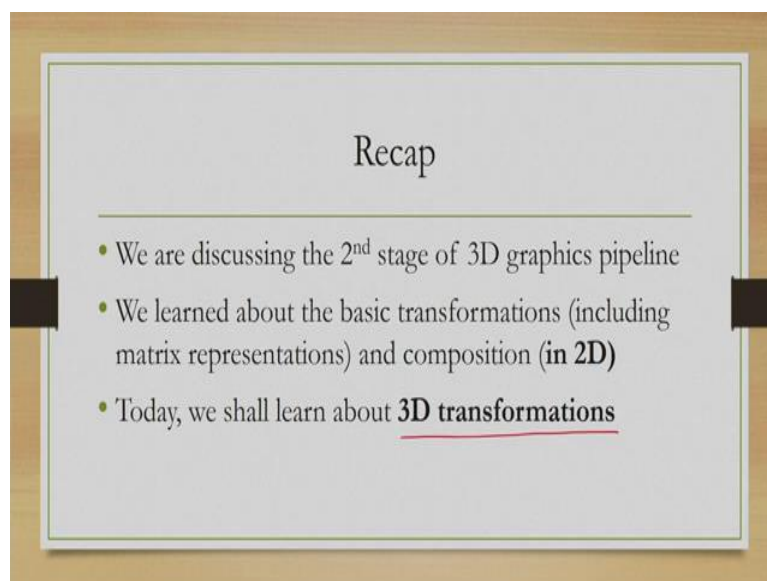 Recap
• We are discussing the 2nd stage of 3D graphics pipeline
• We learned about the basic transformations (including
matrix representations) and composition (in 2D)
• Today, we shall learn about 3D transformations